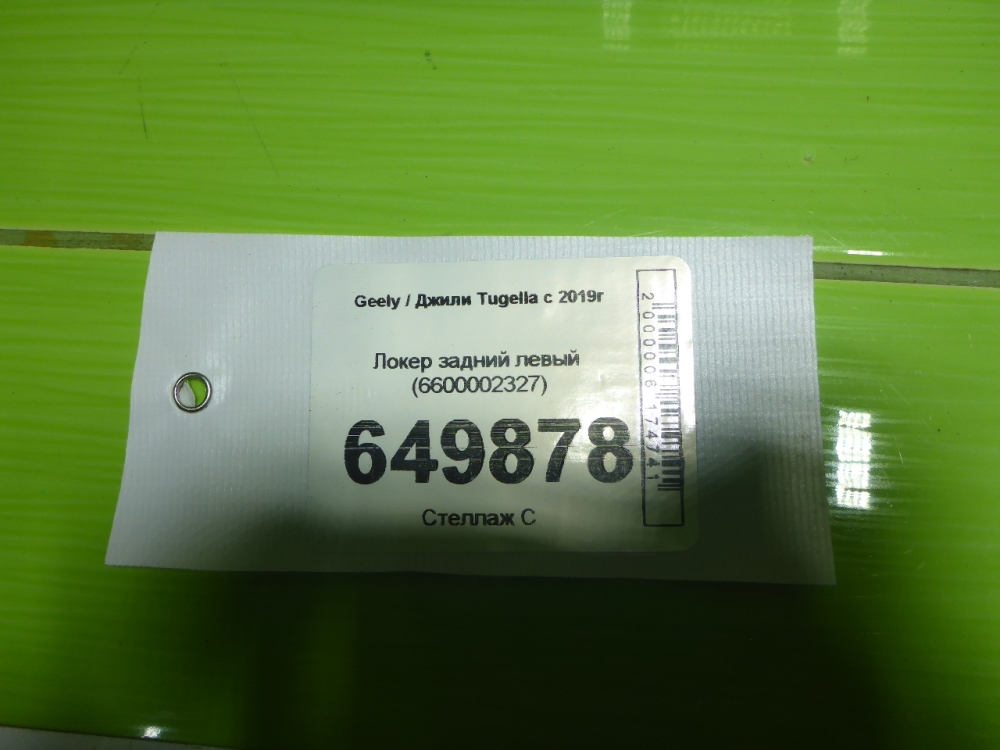 Geely / Джили Tugella с 2019г
Локер задний левый
(6600002327)
649878
Стеллаж С
2000006174741